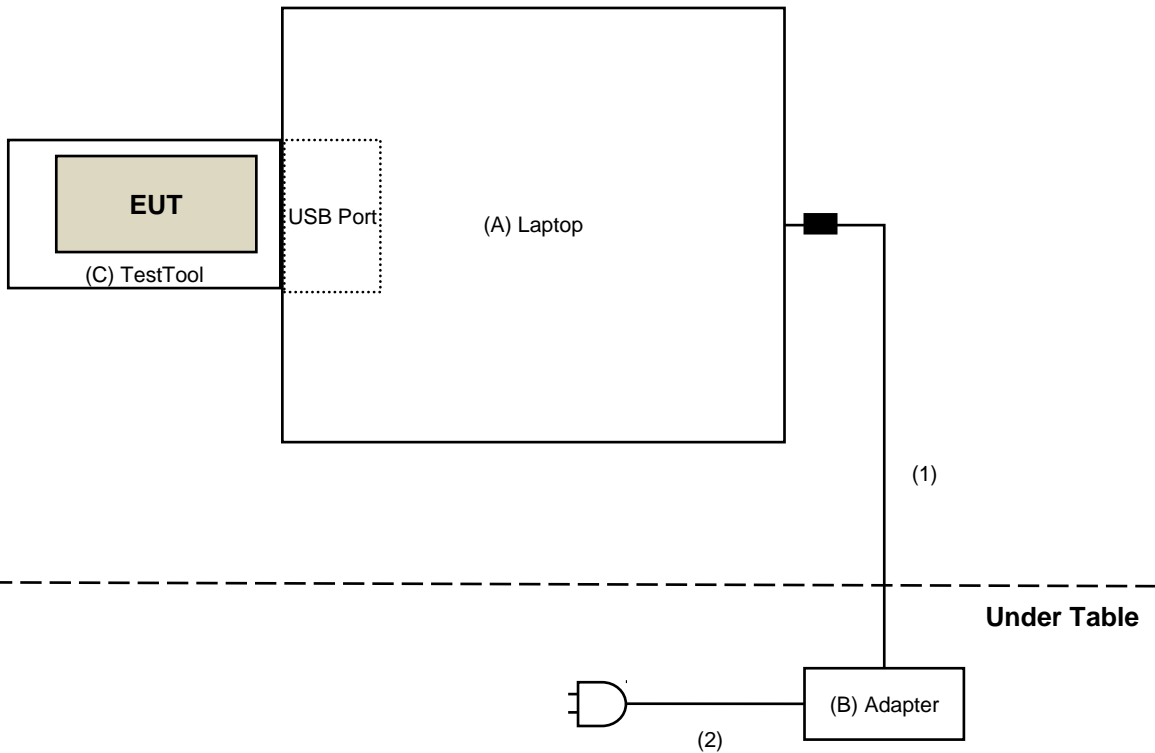 EUT
USB Port
(A) Laptop
(C) TestTool
(1)
Under Table
(B) Adapter
(2)